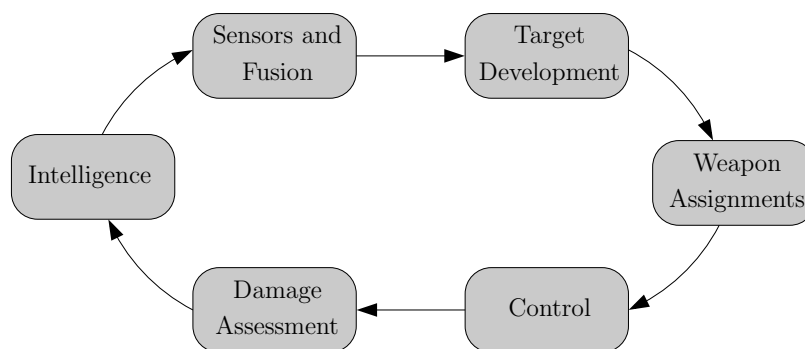 Sensors and
Fusion
Target
Development
Intelligence
Weapon
Assignments
Damage
Assessment
Control